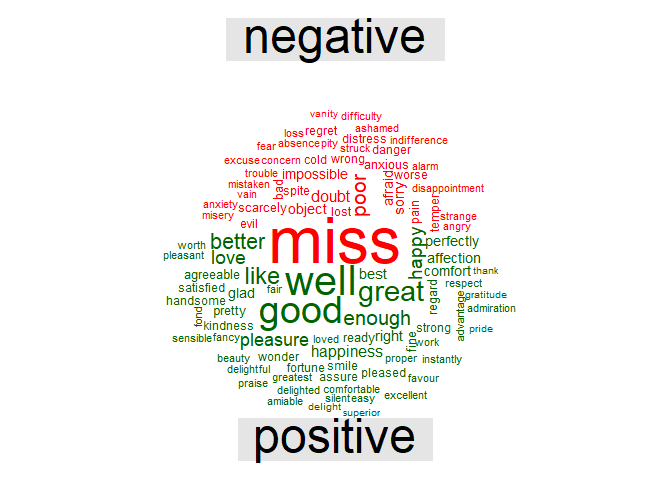 negative
vanity difficulty
loss regret ashamed
fear absence pity struck distress indifference
excuse concern cold wrong danger
trouble impossible anxious alarm
mistaken bad spite doubt poor afraid sorry worse disappointment
vain
anxiety scarcely object lost pain temper strange
misery evil angry
miss
worth better happy perfectly
pleasant love affection
agreeable like well best comfort thank
satisfied glad fair great regard respect
handsome gratitude
fond pretty good enough advantage admiration
kindness strong pride
sensible fancy pleasure loved ready right fine work
beauty wonder happiness proper instantly
delightful fortune smile
praise greatest assure pleased favour
delighted comfortable
amiable silent easy excellent
delight superior
positive